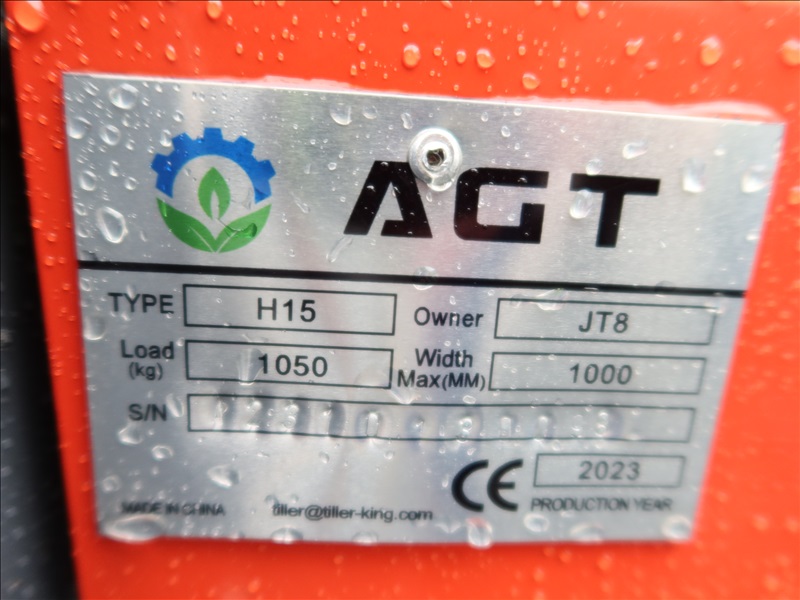 AGT
TYPE H15 Owner JT8
Load (kg) 1050 Width Max(MM) 1000
S/N
CE 2023
MADE IN CHINA tiller@tiller-king.com PRODUCTION YEAR